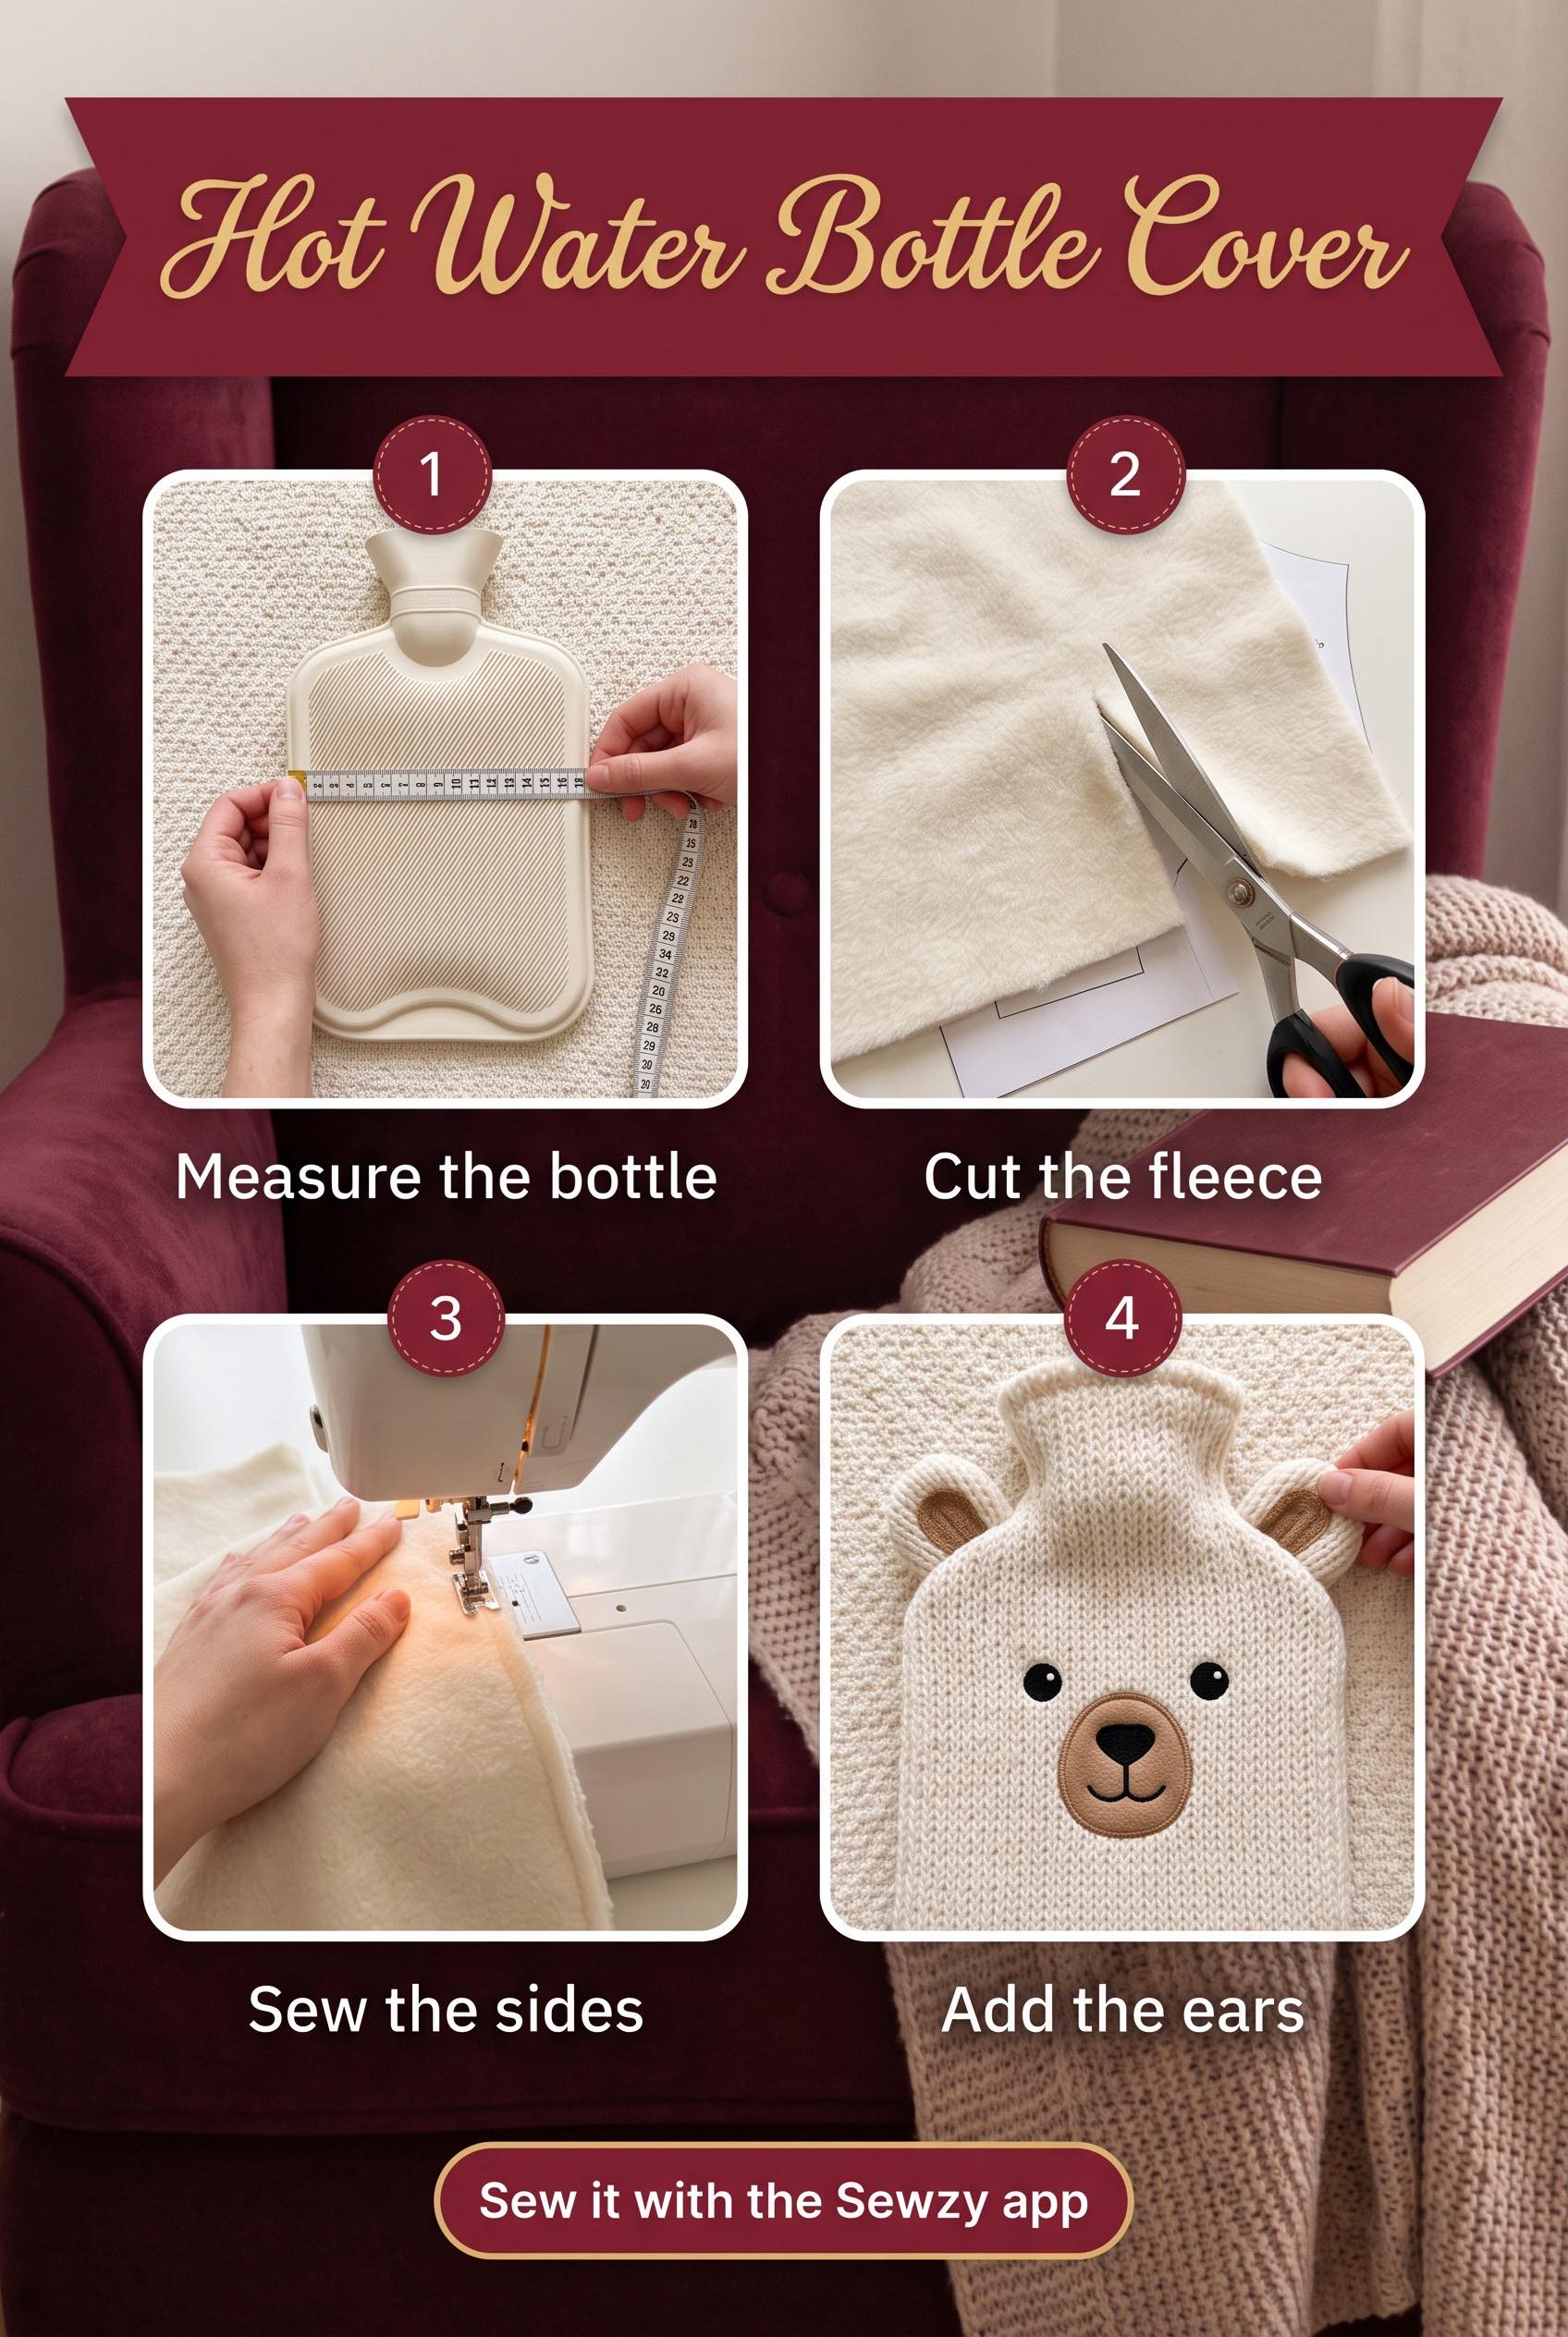 Hot Water Bottle Cover
1
2
Measure the bottle
Cut the fleece
3
4
Sew the sides
Add the ears
Sew it with the Sewzy app